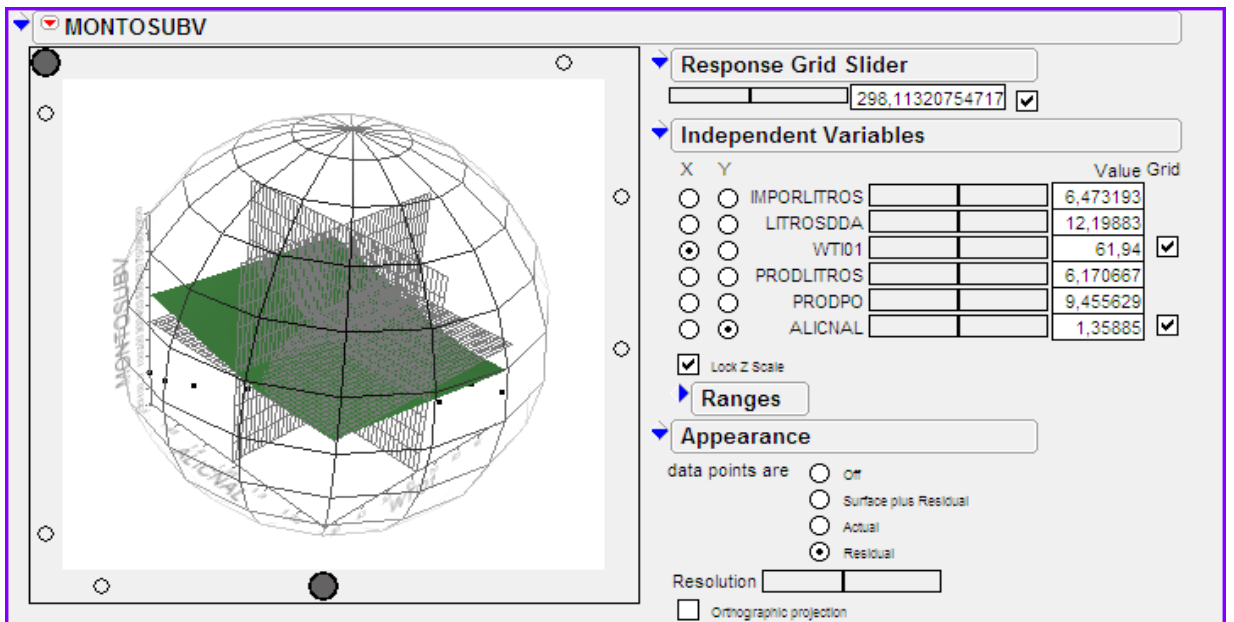 MONTOSUBV
MONTOSUBV
ALICNAL
Response Grid Slider
298,11320754717
Independent Variables
X Y Value Grid
IMPORLITROS 6,473193
LITROSDDA 12,19883
WTI01 61,94
PRODLITROS 6,170667
PRODPO 9,455629
ALICNAL 1,35885
Lock Z Scale
Ranges
Appearance
data points are Off
Surface plus Residual
Actual
Residual
Resolution
Orthographic projection